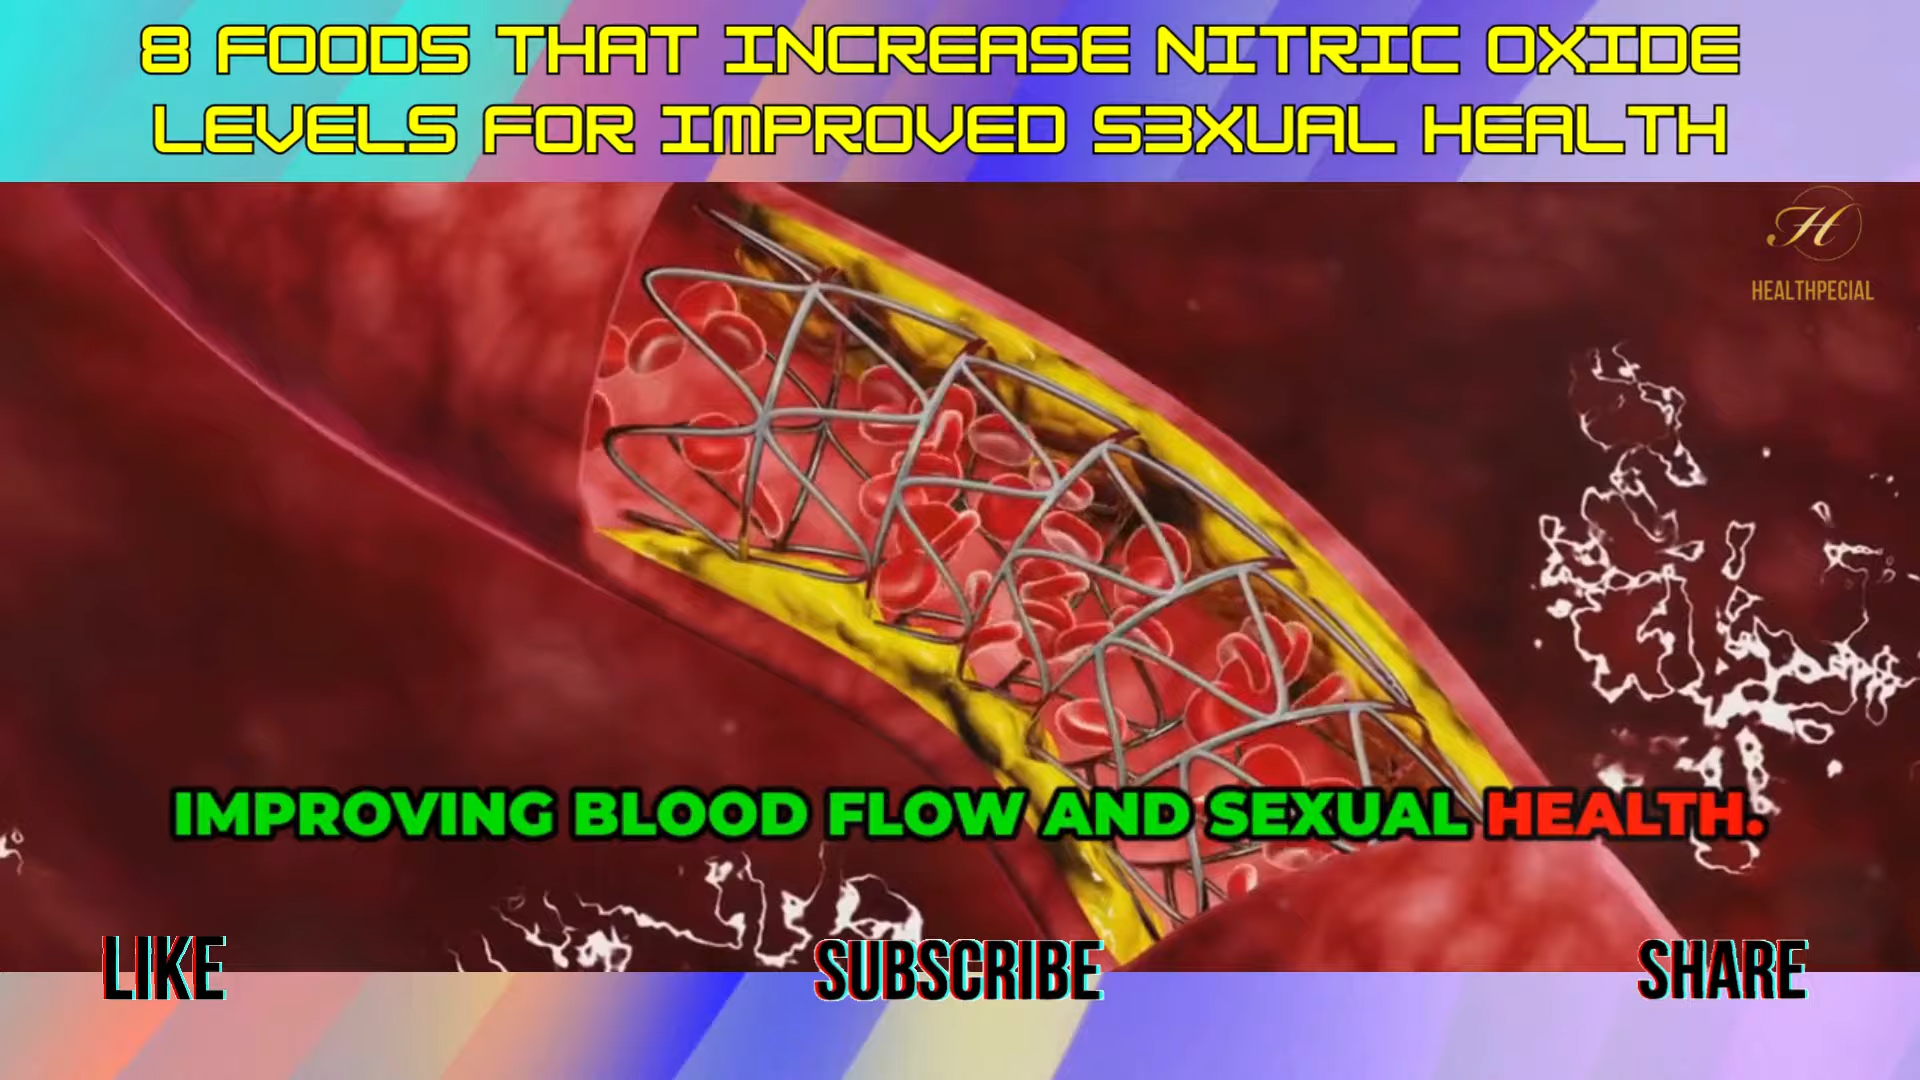 8 FOODS THAT INCREASE NITRIC OXIDE
LEVELS FOR IMPROVED S3XUAL HEALTH
H
HEALTHPECIAL
IMPROVING BLOOD FLOW AND SEXUAL HEALTH.
LIKE
SUBSCRIBE
SHARE